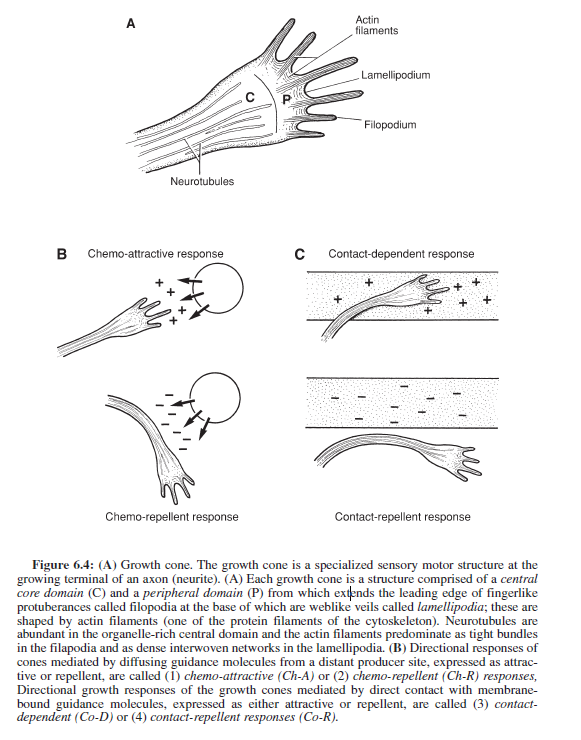 A
Actin
filaments
Lamellipodium
C
P
Filopodium
Neurotubules
B
Chemo-attractive response
C
Contact-dependent response
+
+
+
+
+
+
+
+
+
+
+
−
−
−
−
−
−
−
−
−
−
−
−
−
−
Chemo-repellent response
Contact-repellent response
Figure 6.4: (A) Growth cone. The growth cone is a specialized sensory motor structure at the
growing terminal of an axon (neurite). (A) Each growth cone is a structure comprised of a central
core domain (C) and a peripheral domain (P) from which extends the leading edge of fingerlike
protuberances called filopodia at the base of which are weblike veils called lamellipodia; these are
shaped by actin filaments (one of the protein filaments of the cytoskeleton). Neurotubules are
abundant in the organelle-rich central domain and the actin filaments predominate as tight bundles
in the filapodia and as dense interwoven networks in the lamellipodia. (B) Directional responses of
cones mediated by diffusing guidance molecules from a distant producer site, expressed as attrac-
tive or repellent, are called (1) chemo-attractive (Ch-A) or (2) chemo-repellent (Ch-R) responses,
Directional growth responses of the growth cones mediated by direct contact with membrane-
bound guidance molecules, expressed as either attractive or repellent, are called (3) contact-
dependent (Co-D) or (4) contact-repellent responses (Co-R).